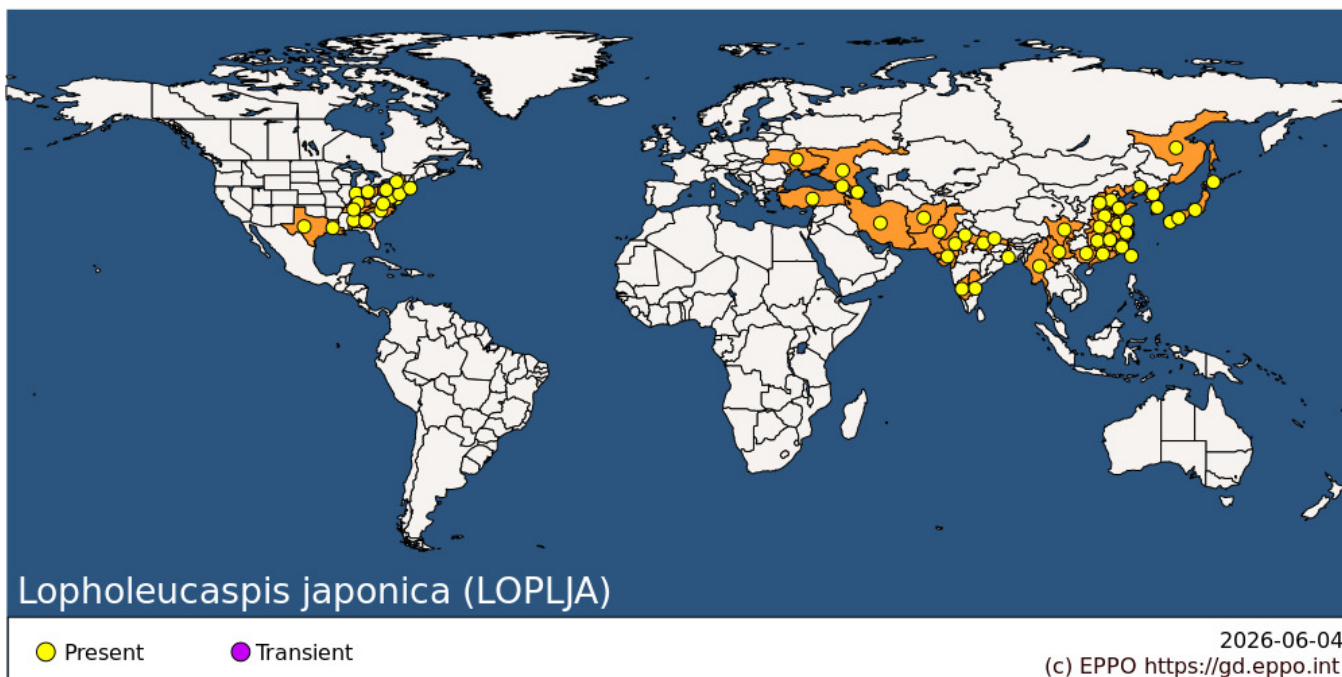 Lopholeucaspis japonica (LOPLJA)
Present
Transient
2026-06-04
(c) EPPO https://gd.eppo.int